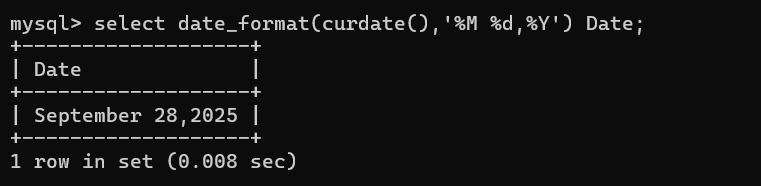 mysql> select date_format(curdate(),'%M %d,%Y') Date;
+-------------------+
| Date              |
+-------------------+
| September 28,2025 |
+-------------------+
1 row in set (0.008 sec)